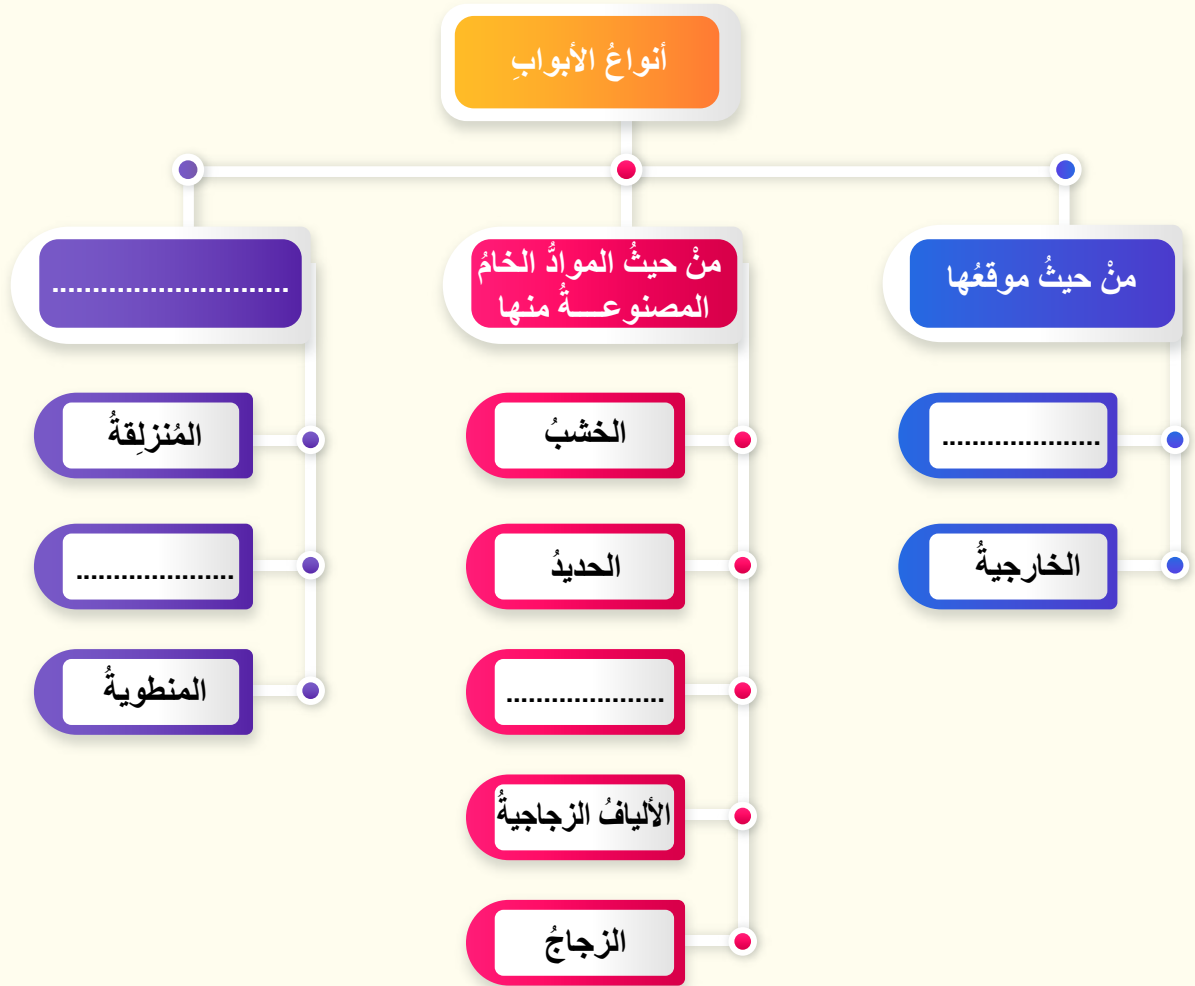 أنواعُ الأبوابِ
منْ حيثُ موقعُها
.....................
الخارجيةُ
منْ حيثُ الموادُّ الخامُ
المصنوعـــةُ منها
الخشبُ
الحديدُ
.....................
الأليافُ الزجاجيةُ
الزجاجُ
.............................
المُنزلِقةُ
.....................
المنطويةُ